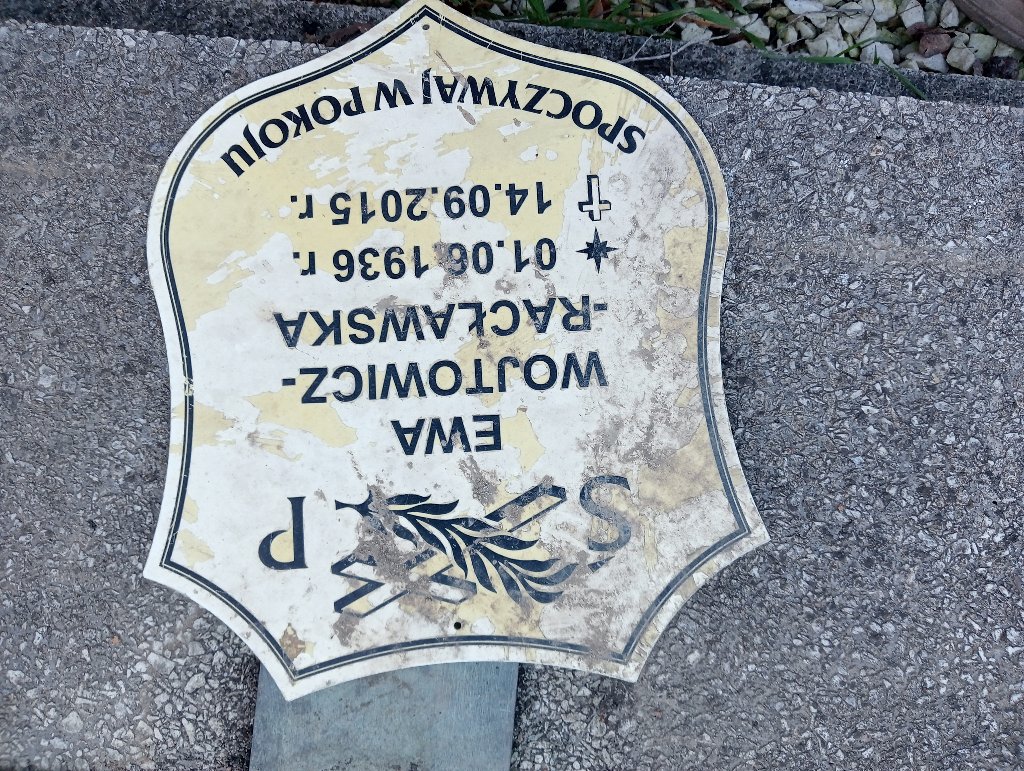 S P
EWA
WOJTOWICZ-
-RACŁAWSKA
01.06.1936 r.
14.09.2015 r.
SPOCZYWAJ W POKOJU